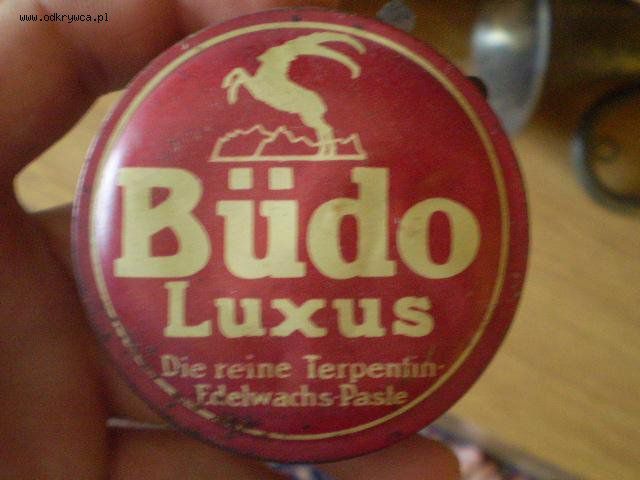 www.odkrywca.pl
Büdo
Luxus
Die reine Terpentin-
Edelwachs-Paste